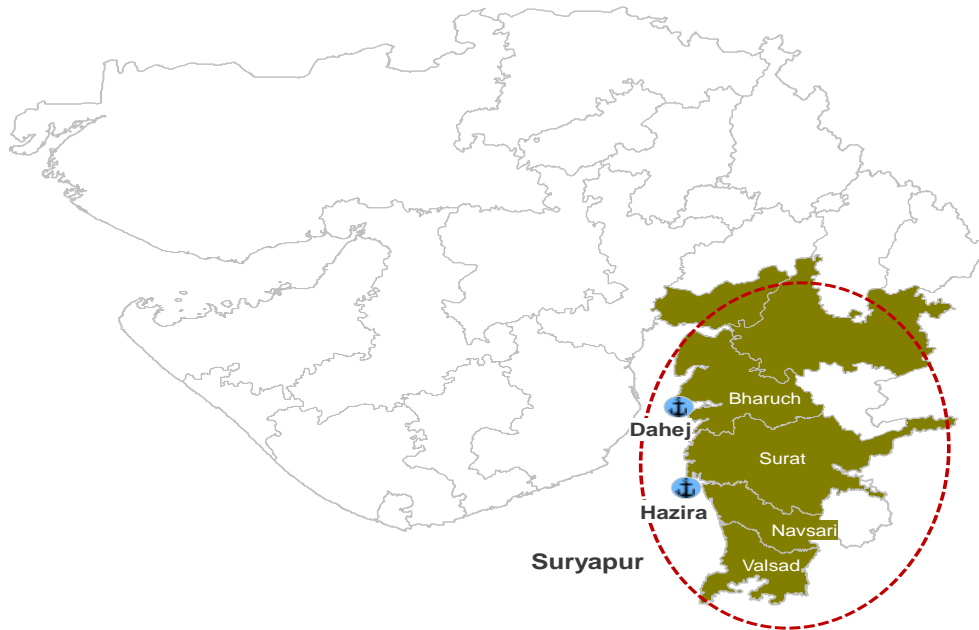 Bharuch
Dahej
Surat
Hazira
Navsari
Suryapur
Valsad